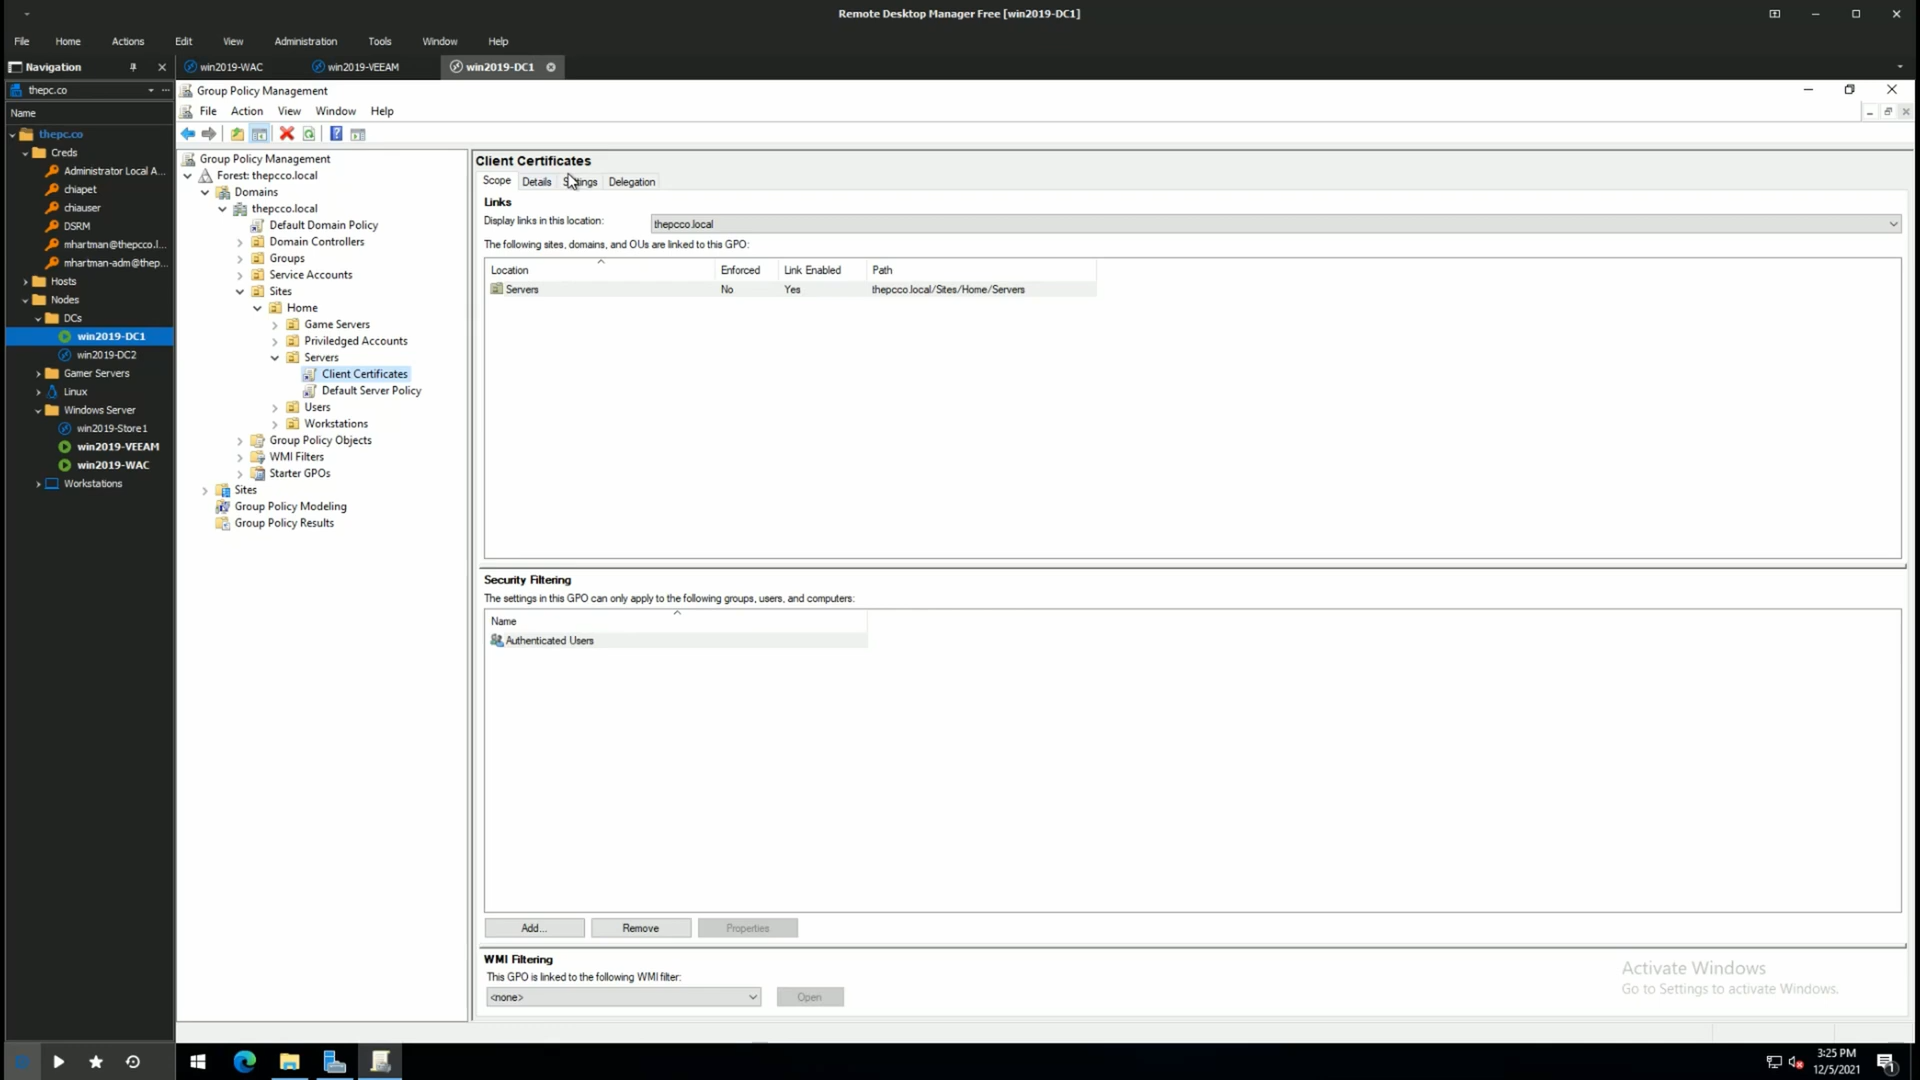 Remote Desktop Manager Free [win2019-DC1]
File Home Actions Edit View Administration Tools Window Help
Navigation
win2019-WAC win2019-VEEAM win2019-DC1
thepc.co
Name
thepc.co
Creds
Administrator Local A...
chiapet
chiauser
DSRM
mhartman@thepcco.l...
mhartman-adm@thep...
Hosts
Nodes
DCs
win2019-DC1
win2019-DC2
Gamer Servers
Linux
Windows Server
win2019-Store1
win2019-VEEAM
win2019-WAC
Workstations
Group Policy Management
File Action View Window Help
Group Policy Management
Forest: thepcco.local
Domains
thepcco.local
Default Domain Policy
Domain Controllers
Groups
Service Accounts
Sites
Home
Game Servers
Priviledged Accounts
Servers
Client Certificates
Default Server Policy
Users
Workstations
Group Policy Objects
WMI Filters
Starter GPOs
Sites
Group Policy Modeling
Group Policy Results
Client Certificates
Scope Details Settings Delegation
Links
Display links in this location: thepcco.local
The following sites, domains, and OUs are linked to this GPO:
Location Enforced Link Enabled Path
Servers No Yes thepcco.local/Sites/Home/Servers
Security Filtering
The settings in this GPO can only apply to the following groups, users, and computers:
Name
Authenticated Users
Add... Remove Properties
WMI Filtering
This GPO is linked to the following WMI filter:
<none> Open
Activate Windows
Go to Settings to activate Windows.
3:25 PM
12/5/2021
1